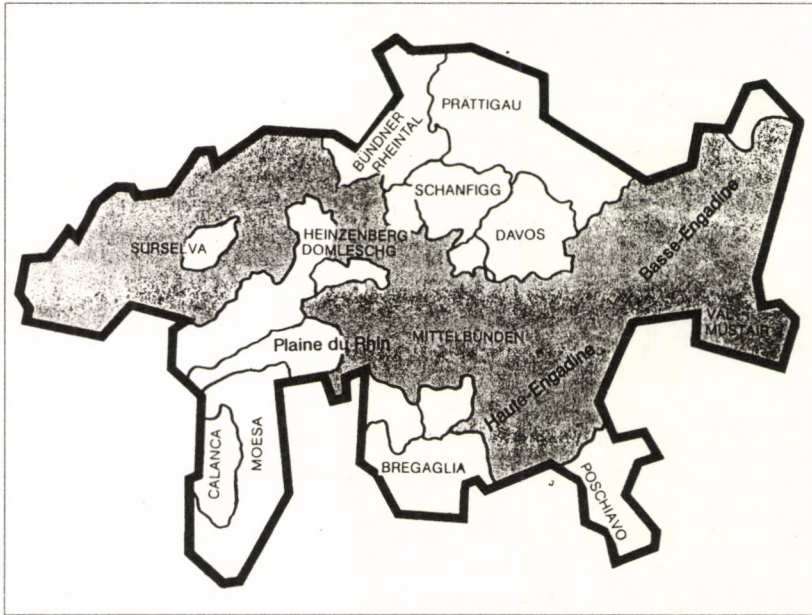 PRÄTTIGAU
BÜNDNER
RHEINTAL
SCHANFIGG
DAVOS
HEINZENBERG
DOMLESCHG
SURSELVA
Basse-Engadine
VAL
MÜSTAIR
Plaine du Rhin
MITTELBÜNDEN
Haute-Engadine
CALANCA
MOESA
BREGAGLIA
POSCHIAVO